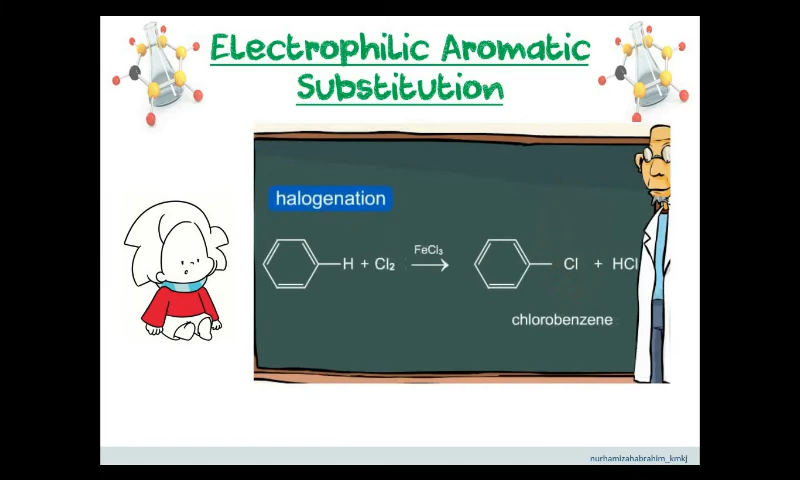 Electrophilic Aromatic
Substitution
halogenation
FeCl₃
H + Cl₂
Cl + HCl
chlorobenzene
nurhamizahabrahim_kmkj